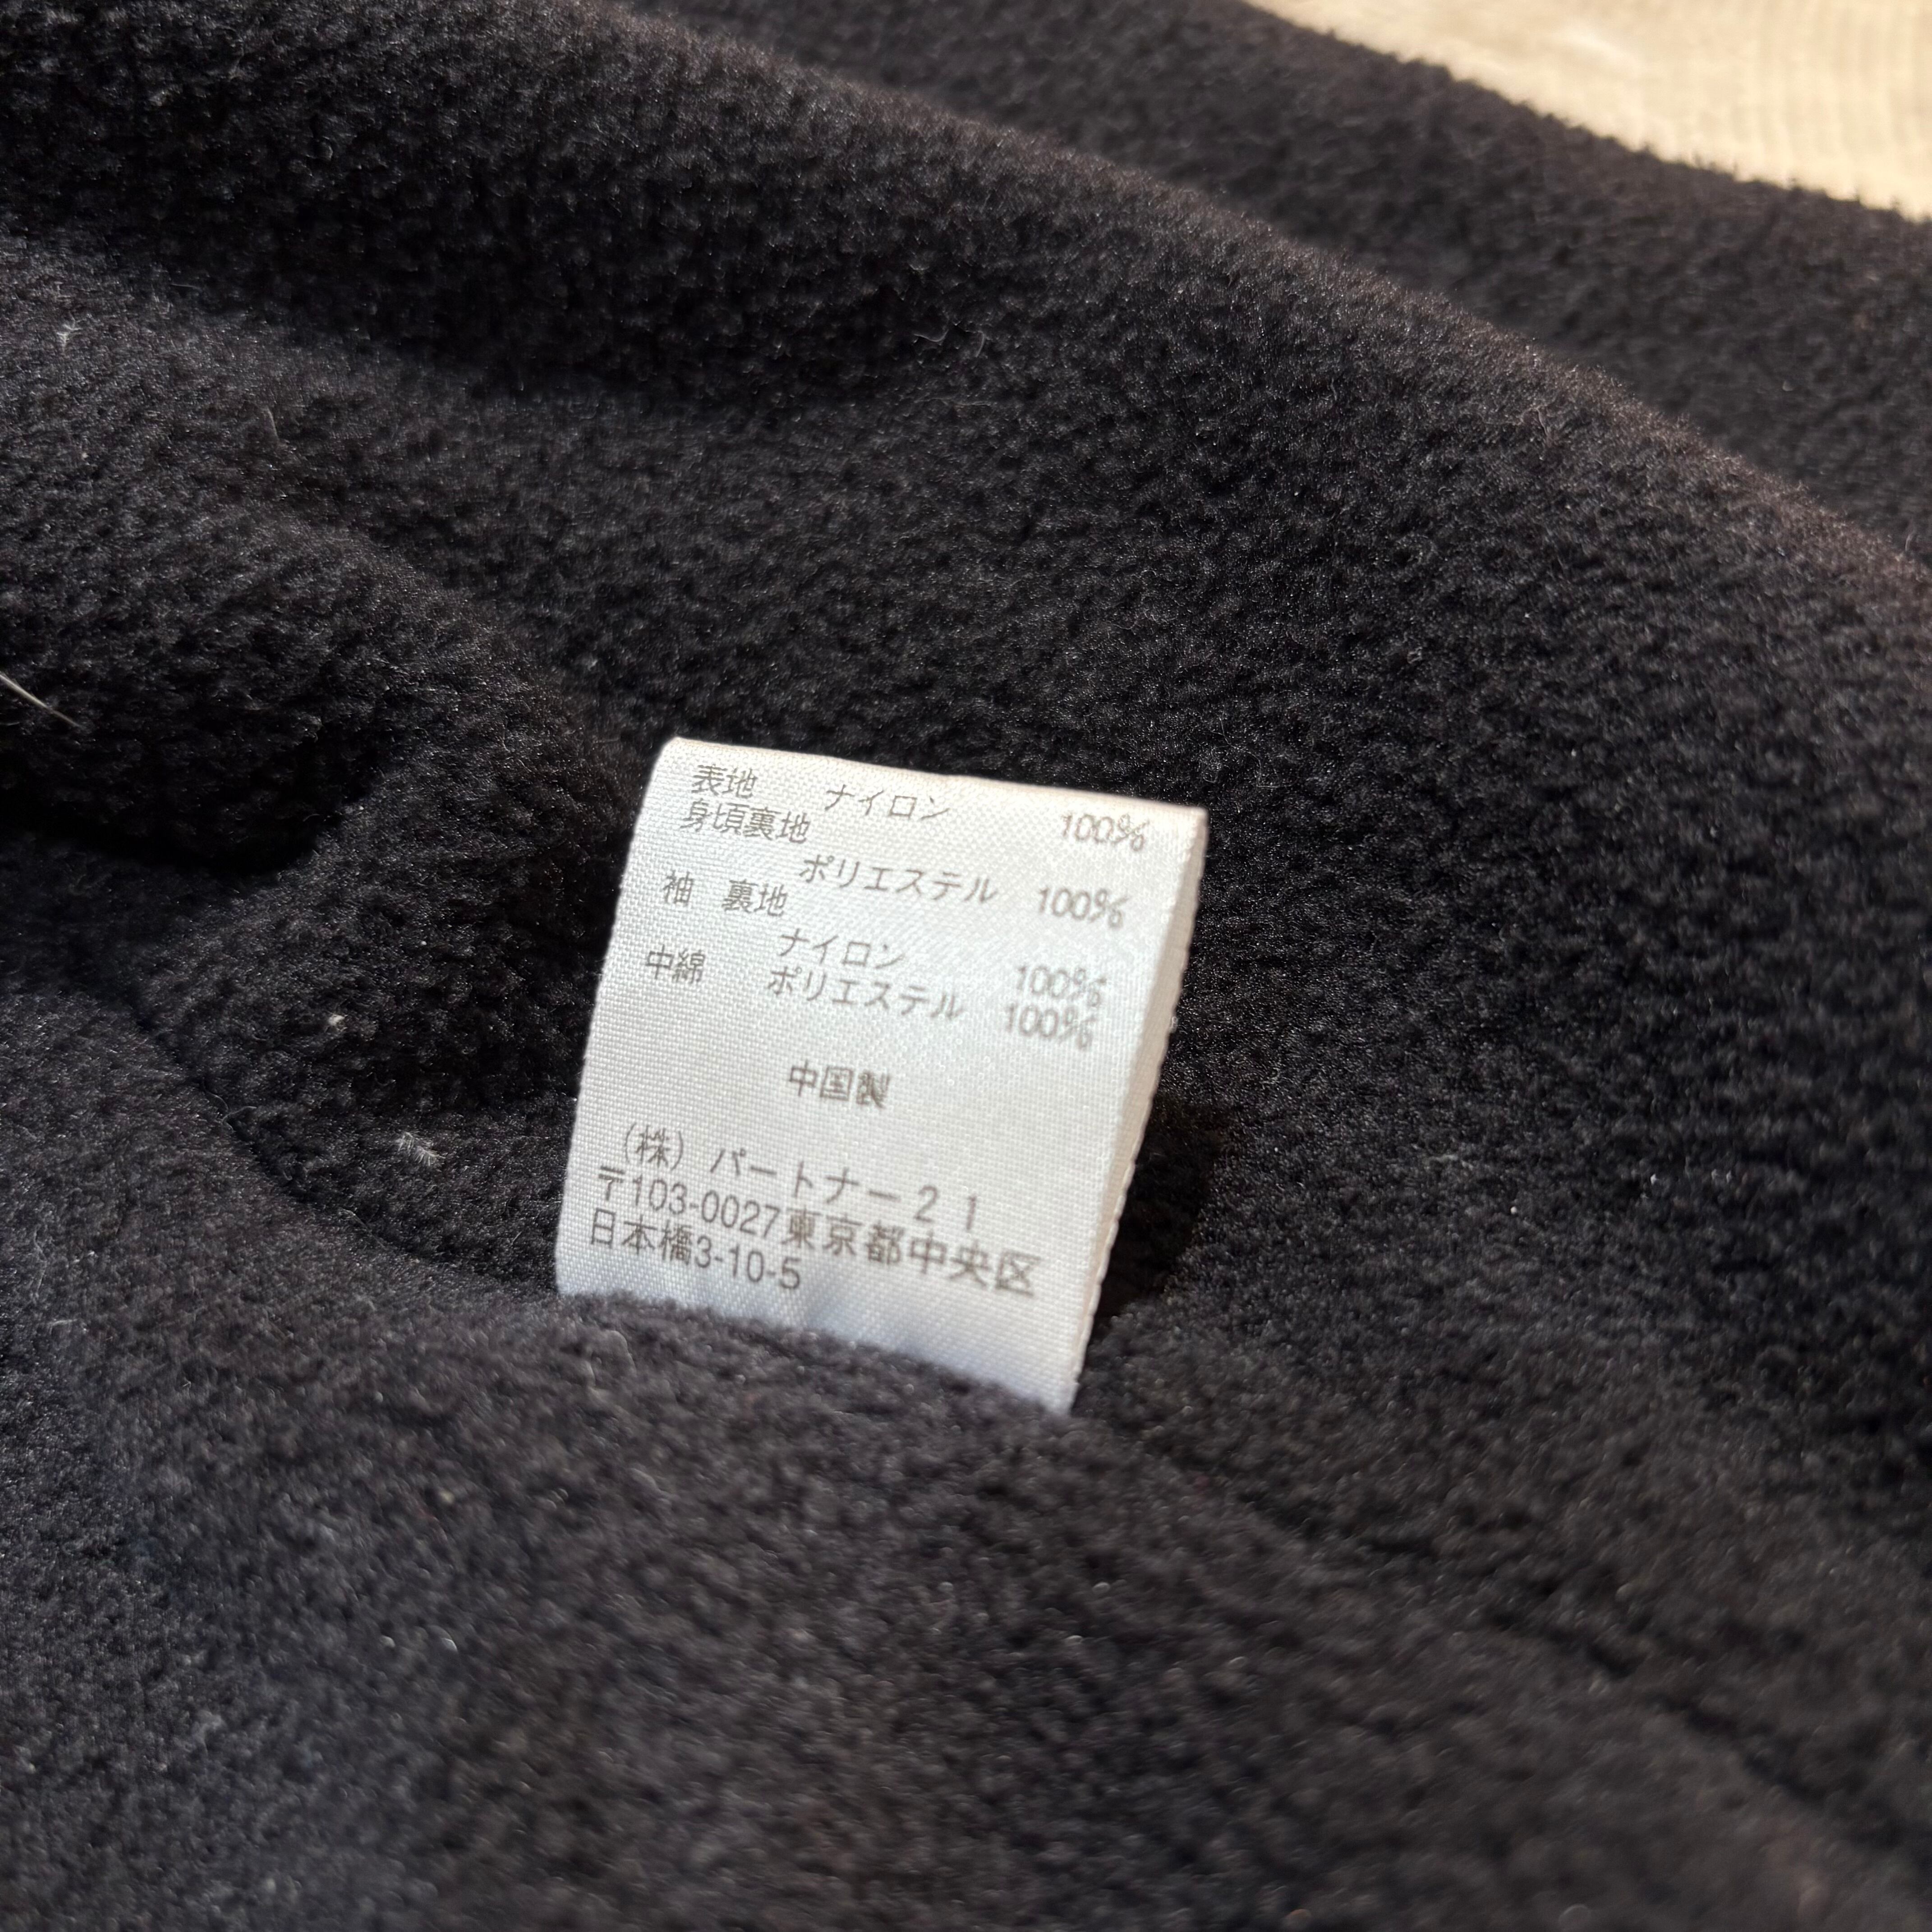 表地 ナイロン 100%
身頃裏地
ポリエステル 100%
袖 裏地
ナイロン 100%
中綿 ポリエステル 100%
中国製
(株)パートナー21
〒103-0027東京都中央区
日本橋3-10-5